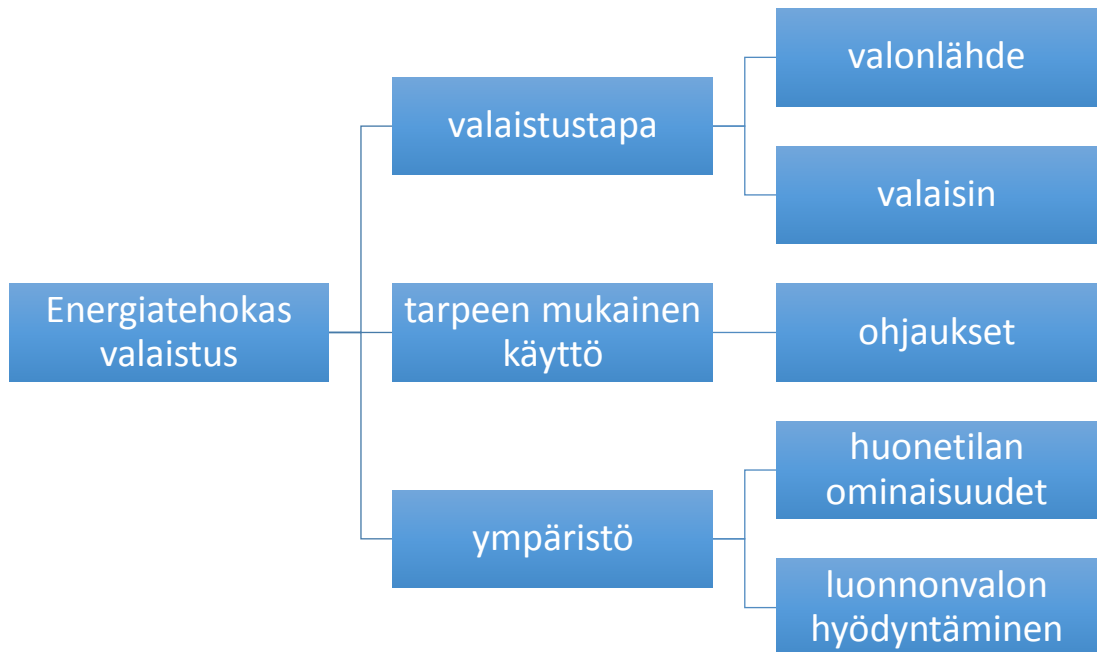 Energiatehokas
valaistus
valaistustapa
valonlähde
valaisin
tarpeen mukainen
käyttö
ohjaukset
ympäristö
huonetilan
ominaisuudet
luonnonvalon
hyödyntäminen